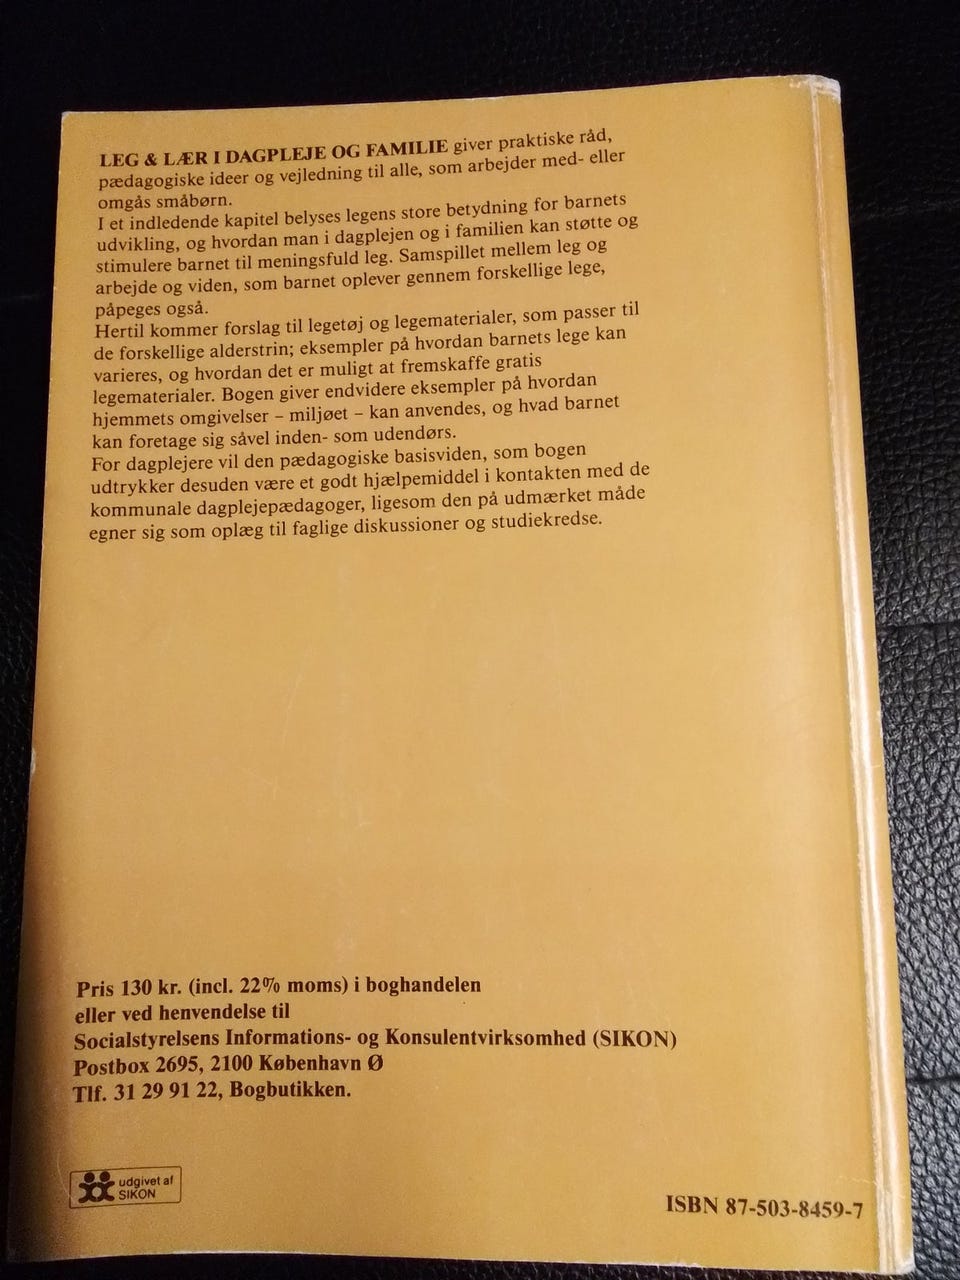 LEG & LÆR I DAGPLEJE OG FAMILIE giver praktiske råd,
pædagogiske ideer og vejledning til alle, som arbejder med- eller
omgås småbørn.
I et indledende kapitel belyses legens store betydning for barnets
udvikling, og hvordan man i dagplejen og i familien kan støtte og
stimulere barnet til meningsfuld leg. Samspillet mellem leg og
arbejde og viden, som barnet oplever gennem forskellige lege,
påpeges også.
Hertil kommer forslag til legetøj og legematerialer, som passer til
de forskellige alderstrin; eksempler på hvordan barnets lege kan
varieres, og hvordan det er muligt at fremskaffe gratis
legematerialer. Bogen giver endvidere eksempler på hvordan
hjemmets omgivelser – miljøet – kan anvendes, og hvad barnet
kan foretage sig såvel inden- som udendørs.
For dagplejere vil den pædagogiske basisviden, som bogen
udtrykker desuden være et godt hjælpemiddel i kontakten med de
kommunale dagplejepædagoger, ligesom den på udmærket måde
egner sig som oplæg til faglige diskussioner og studiekredse.
Pris 130 kr. (incl. 22% moms) i boghandelen
eller ved henvendelse til
Socialstyrelsens Informations- og Konsulentvirksomhed (SIKON)
Postbox 2695, 2100 København Ø
Tlf. 31 29 91 22, Bogbutikken.
udgivet af
SIKON
ISBN 87-503-8459-7